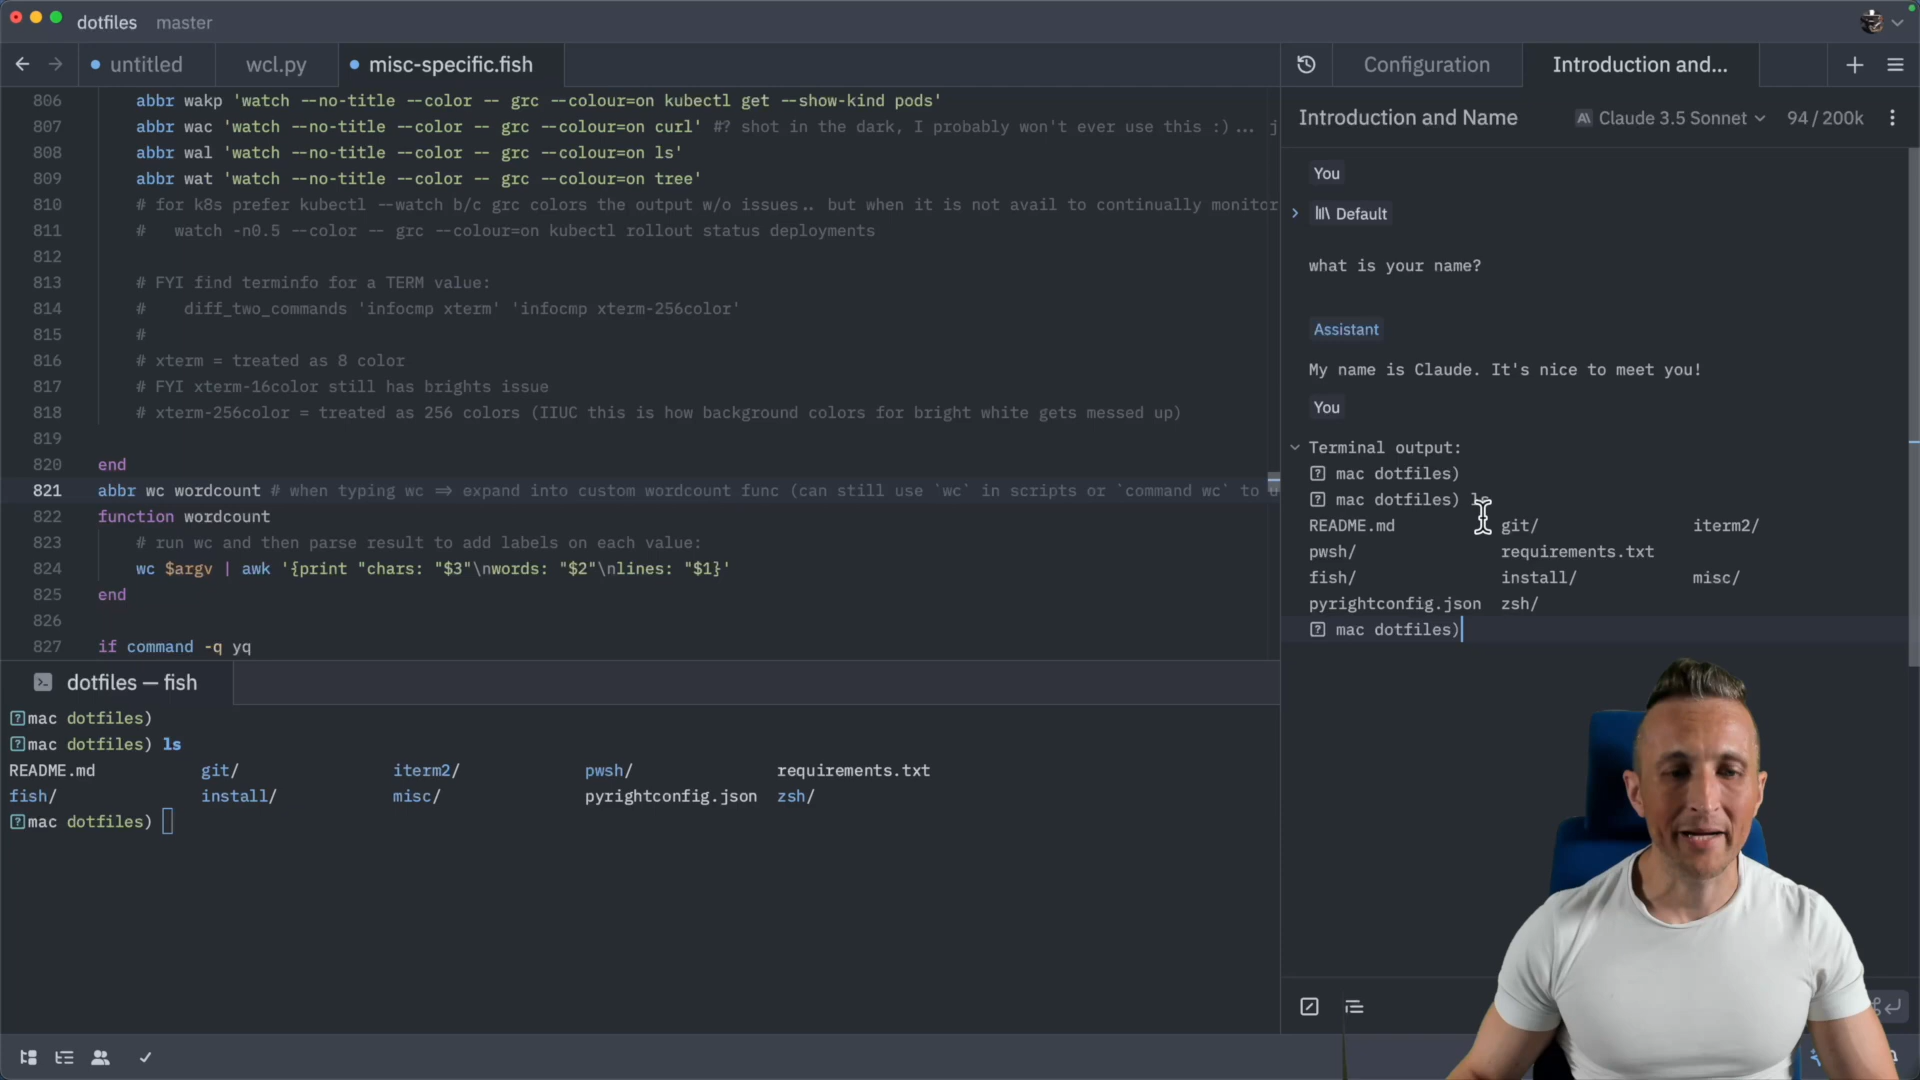 dotfiles master
untitled wcl.py misc-specific.fish
806 abbr wakp 'watch --no-title --color -- grc --colour=on kubectl get --show-kind pods'
807 abbr wac 'watch --no-title --color -- grc --colour=on curl' #? shot in the dark, I probably won't ever use this :)... j
808 abbr wal 'watch --no-title --color -- grc --colour=on ls'
809 abbr wat 'watch --no-title --color -- grc --colour=on tree'
810 # for k8s prefer kubectl --watch b/c grc colors the output w/o issues.. but when it is not avail to continually monitor
811 #   watch -n0.5 --color -- grc --colour=on kubectl rollout status deployments
812
813 # FYI find terminfo for a TERM value:
814 #    diff_two_commands 'infocmp xterm' 'infocmp xterm-256color'
815 #
816 # xterm = treated as 8 color
817 # FYI xterm-16color still has brights issue
818 # xterm-256color = treated as 256 colors (IIUC this is how background colors for bright white gets messed up)
819
820 end
821 abbr wc wordcount # when typing wc => expand into custom wordcount func (can still use `wc` in scripts or `command wc` to u
822 function wordcount
823 # run wc and then parse result to add labels on each value:
824 wc $argv | awk '{print "chars: "$3"\nwords: "$2"\nlines: "$1}'
825 end
826
827 if command -q yq
dotfiles — fish
mac dotfiles)
mac dotfiles) ls
README.md git/ iterm2/ pwsh/ requirements.txt
fish/ install/ misc/ pyrightconfig.json zsh/
mac dotfiles)
Configuration Introduction and...
Introduction and Name Claude 3.5 Sonnet 94/200k
You
Default
what is your name?
Assistant
My name is Claude. It's nice to meet you!
You
Terminal output:
mac dotfiles)
mac dotfiles) ls
README.md git/ iterm2/
pwsh/ requirements.txt
fish/ install/ misc/
pyrightconfig.json zsh/
mac dotfiles)